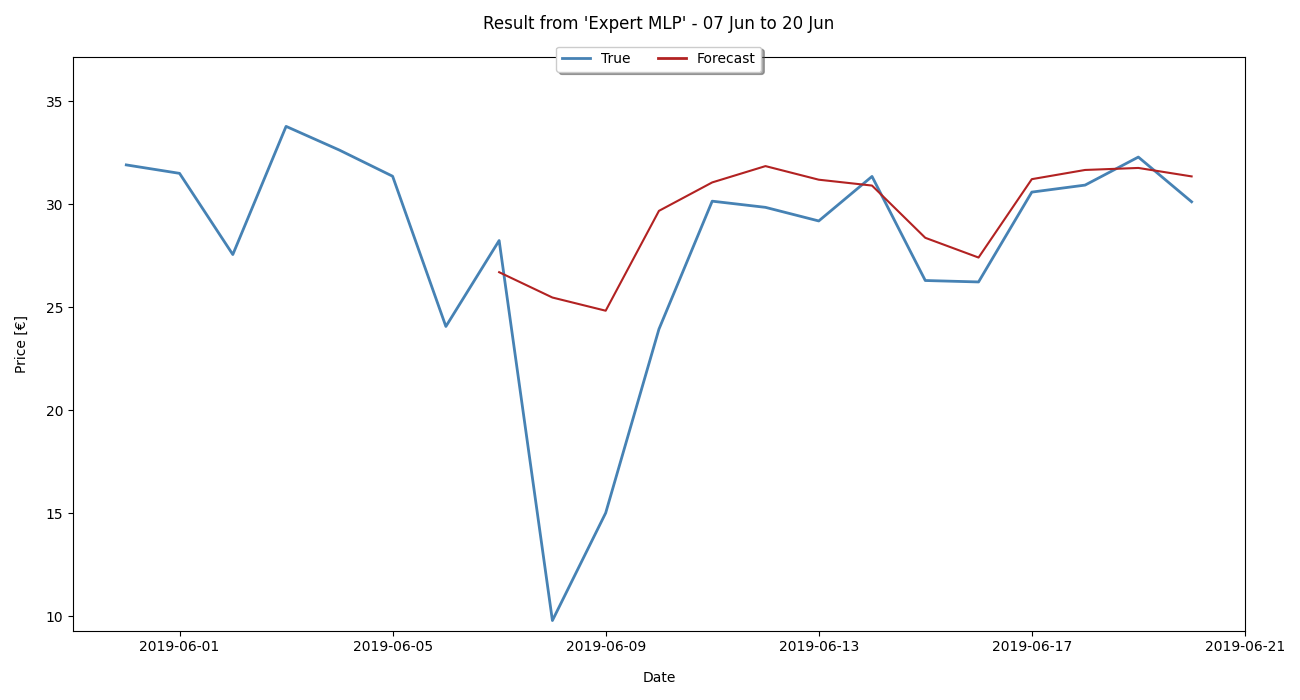 Result from 'Expert MLP' - 07 Jun to 20 Jun
True Forecast
35
30
25
20
15
10
Price [€]
2019-06-01 2019-06-05 2019-06-09 2019-06-13 2019-06-17 2019-06-21
Date